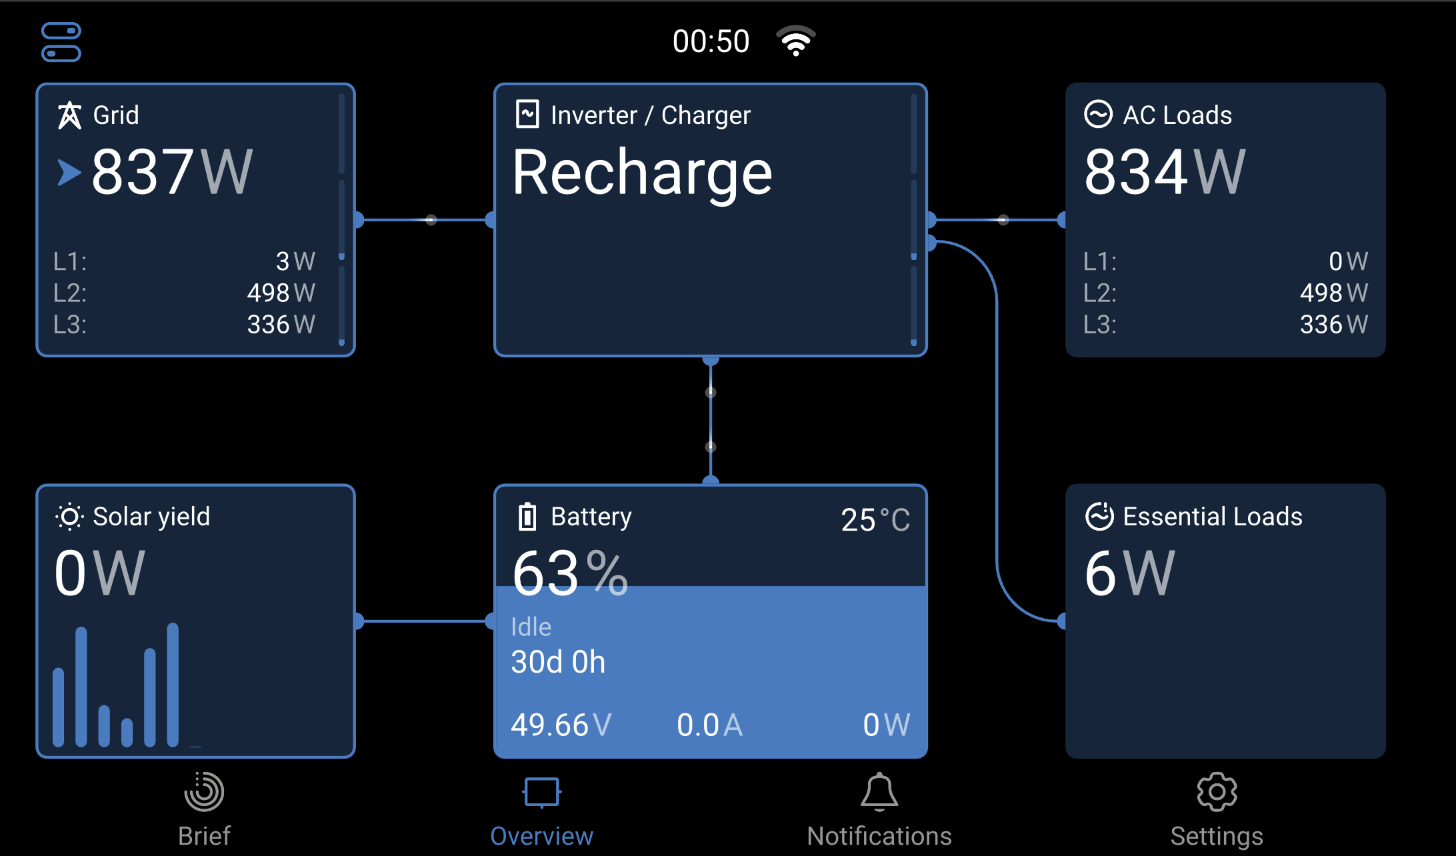 00:50
Grid
837W
L1: 3W
L2: 498W
L3: 336W
Inverter / Charger
Recharge
AC Loads
834W
L1: 0W
L2: 498W
L3: 336W
Solar yield
0W
Battery 25°C
63%
Idle
30d 0h
49.66V 0.0A 0W
Essential Loads
6W
Brief Overview Notifications Settings